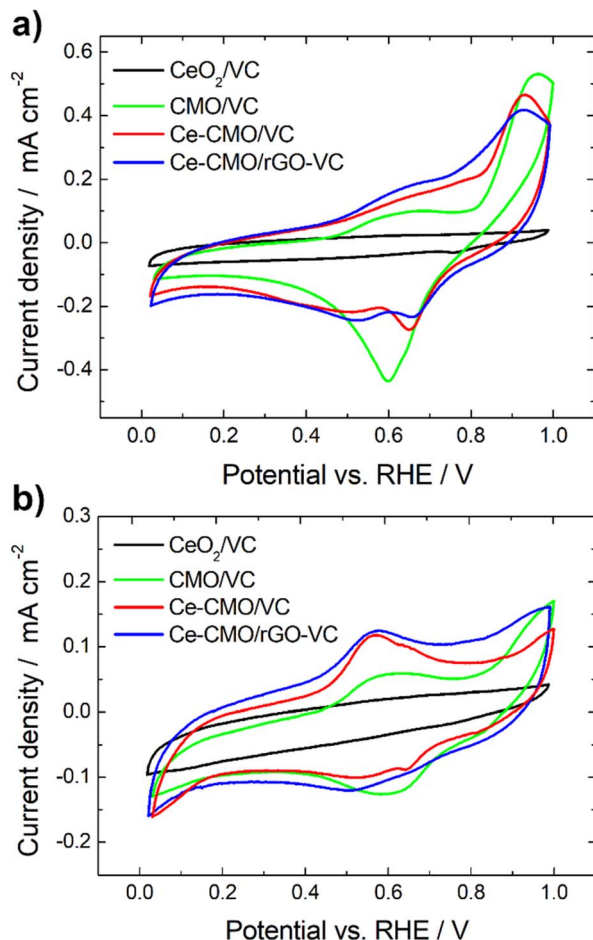 a)
CeO₂/VC
CMO/VC
Ce-CMO/VC
Ce-CMO/rGO-VC
Current density / mA cm⁻²
0.6
0.4
0.2
0.0
-0.2
-0.4
0.0 0.2 0.4 0.6 0.8 1.0
Potential vs. RHE / V
b)
CeO₂/VC
CMO/VC
Ce-CMO/VC
Ce-CMO/rGO-VC
Current density / mA cm⁻²
0.3
0.2
0.1
0.0
-0.1
-0.2
0.0 0.2 0.4 0.6 0.8 1.0
Potential vs. RHE / V